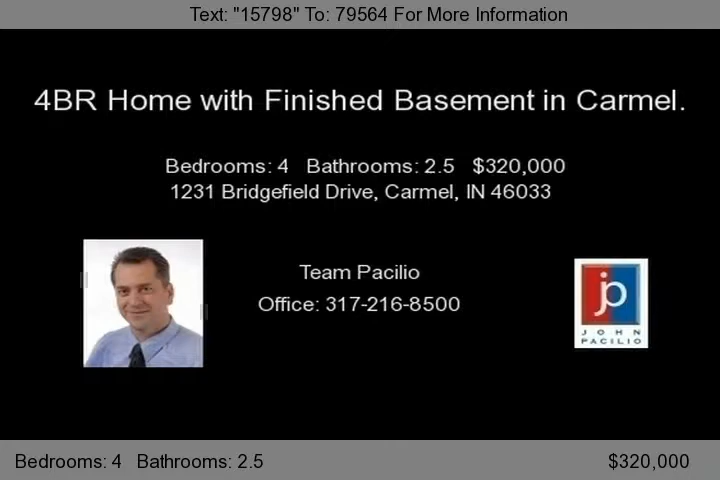 Text: "15798" To: 79564 For More Information
4BR Home with Finished Basement in Carmel.
Bedrooms: 4 Bathrooms: 2.5 $320,000
1231 Bridgefield Drive, Carmel, IN 46033
Team Pacilio
Office: 317-216-8500
jp
JOHN
PACILIO
Bedrooms: 4 Bathrooms: 2.5 $320,000